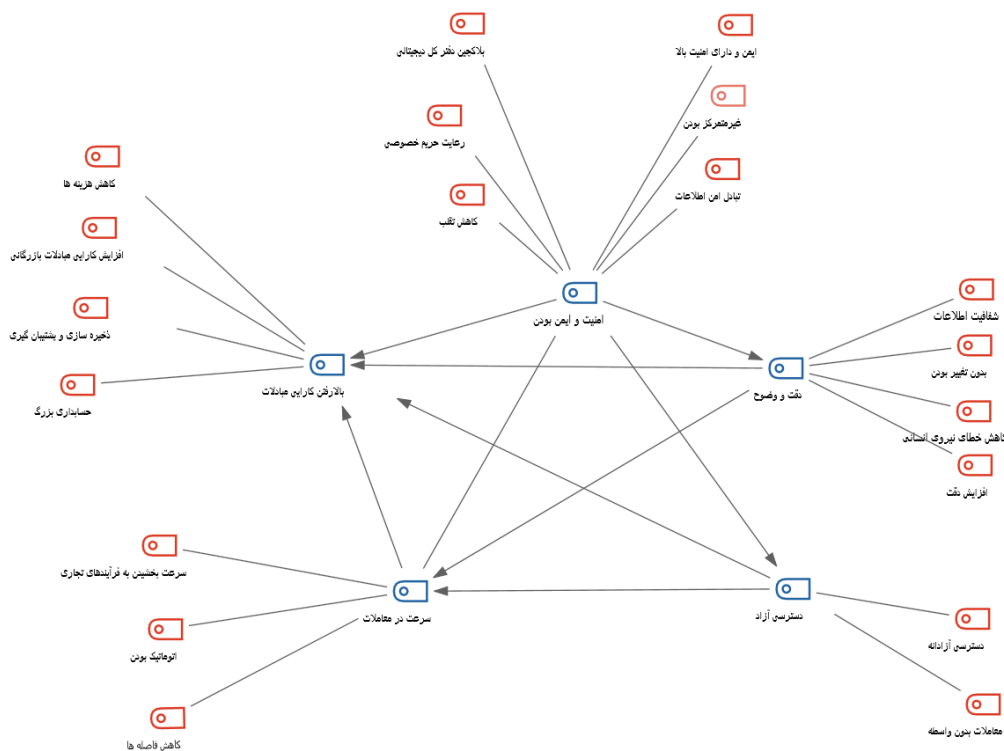 بلاکچین دفتر کل دیجیتالی
ایمن و دارای امنیت بالا
غیرمتمرکز بودن
رعایت حریم خصوصی
تبادل امن اطلاعات
کاهش تقلب
کاهش هزینه ها
افزایش کارایی مبادلات بازرگانی
ذخیره سازی و پشتیبان گیری
حسابداری بزرگ
امنیت و ایمن بودن
بالارفتن کارایی مبادلات
دقت و وضوح
شفافیت اطلاعات
بدون تغییر بودن
کاهش خطای نیروی انسانی
افزایش دقت
سرعت بخشیدن به فرآیندهای تجاری
اتوماتیک بودن
کاهش فاصله ها
سرعت در معاملات
دسترسی آزاد
دسترسی آزادانه
معاملات بدون واسطه